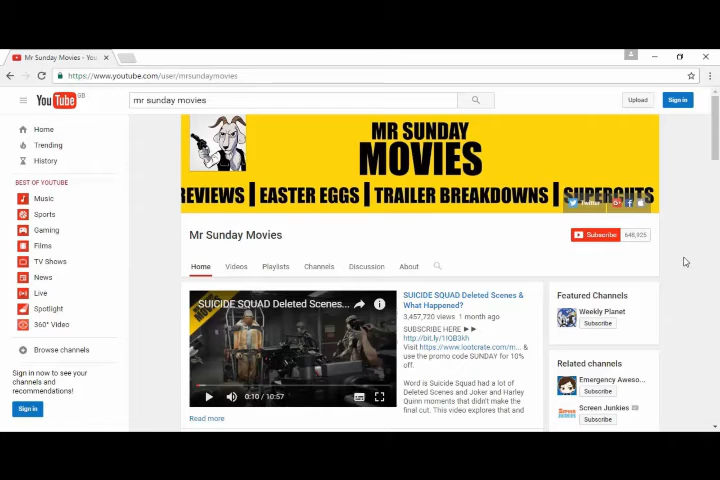 Mr Sunday Movies - You
https://www.youtube.com/user/mrsundaymovies
YouTube GB
mr sunday movies
Upload
Sign in
Home
Trending
History
BEST OF YOUTUBE
Music
Sports
Gaming
Films
TV Shows
News
Live
Spotlight
360° Video
Browse channels
Sign in now to see your
channels and
recommendations!
Sign in
MR SUNDAY
MOVIES
REVIEWS | EASTER EGGS | TRAILER BREAKDOWNS | SUPERCUTS
Twitter
Mr Sunday Movies
Subscribe 648,925
Home Videos Playlists Channels Discussion About
SUICIDE SQUAD Deleted Scenes...
0:10 / 10:57
Read more
SUICIDE SQUAD Deleted Scenes &
What Happened?
3,457,720 views 1 month ago
SUBSCRIBE HERE ►►
http://bit.ly/1IQB3kh
Visit https://www.lootcrate.com/m... &
use the promo code SUNDAY for 10%
off.
Word is Suicide Squad had a lot of
Deleted Scenes and Joker and Harley
Quinn moments that didn't make the
final cut. This video explores that and
Featured Channels
Weekly Planet
Subscribe
Related channels
Emergency Aweso...
Subscribe
Screen Junkies
Subscribe